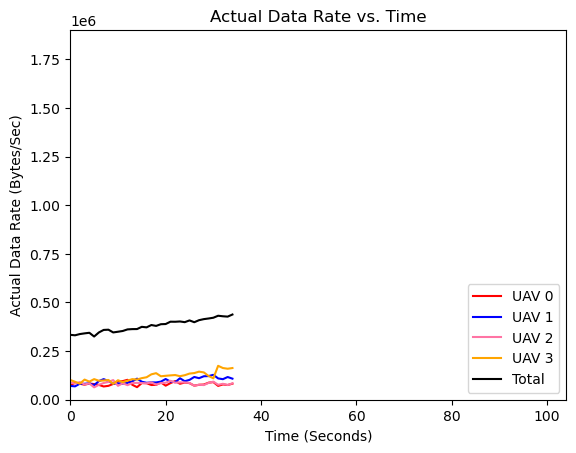 Actual Data Rate vs. Time
1e6
Actual Data Rate (Bytes/Sec)
1.75
1.50
1.25
1.00
0.75
0.50
0.25
0.00
0 20 40 60 80 100
Time (Seconds)
UAV 0
UAV 1
UAV 2
UAV 3
Total